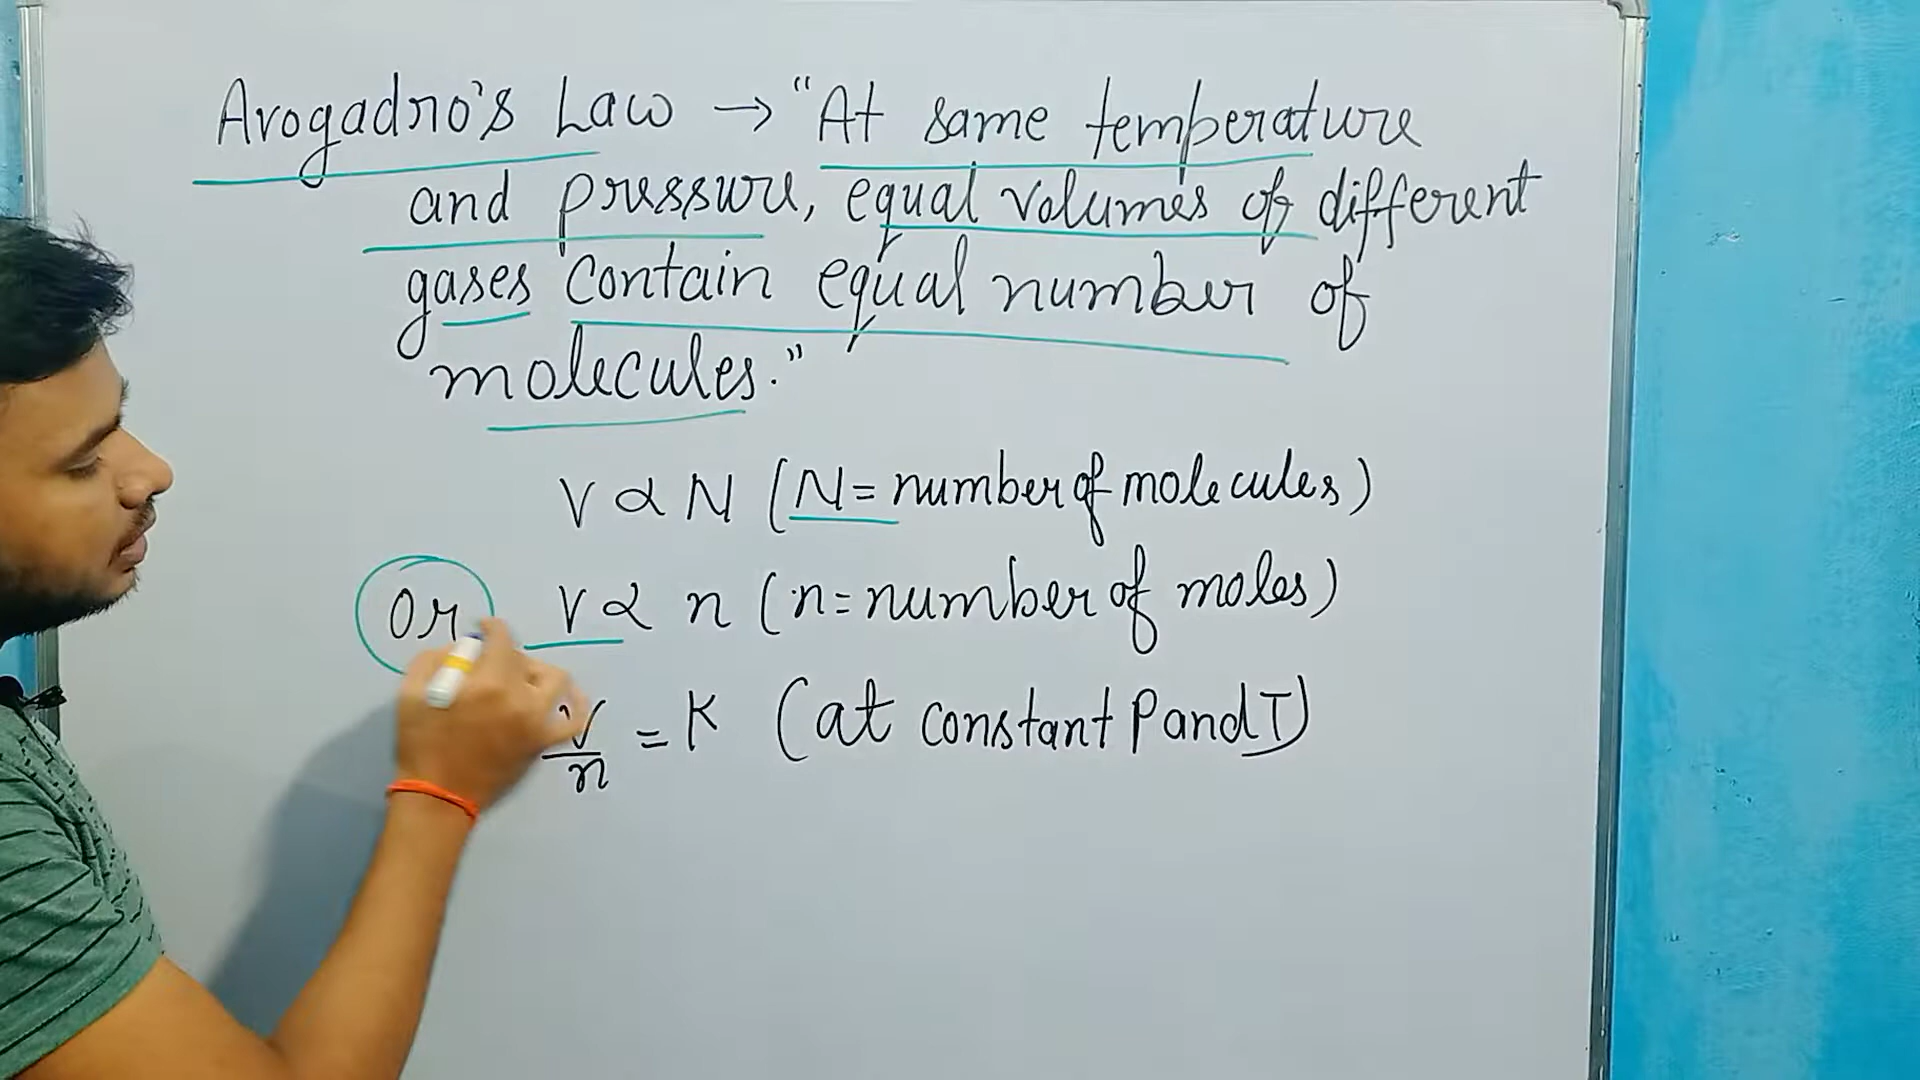 Avogadro's Law → "At same temperature
and pressure, equal volumes of different
gases contain equal number of
molecules."
V ∝ N (N = number of molecules)
Or V ∝ n (n = number of moles)
V/n = K (at constant P and T)